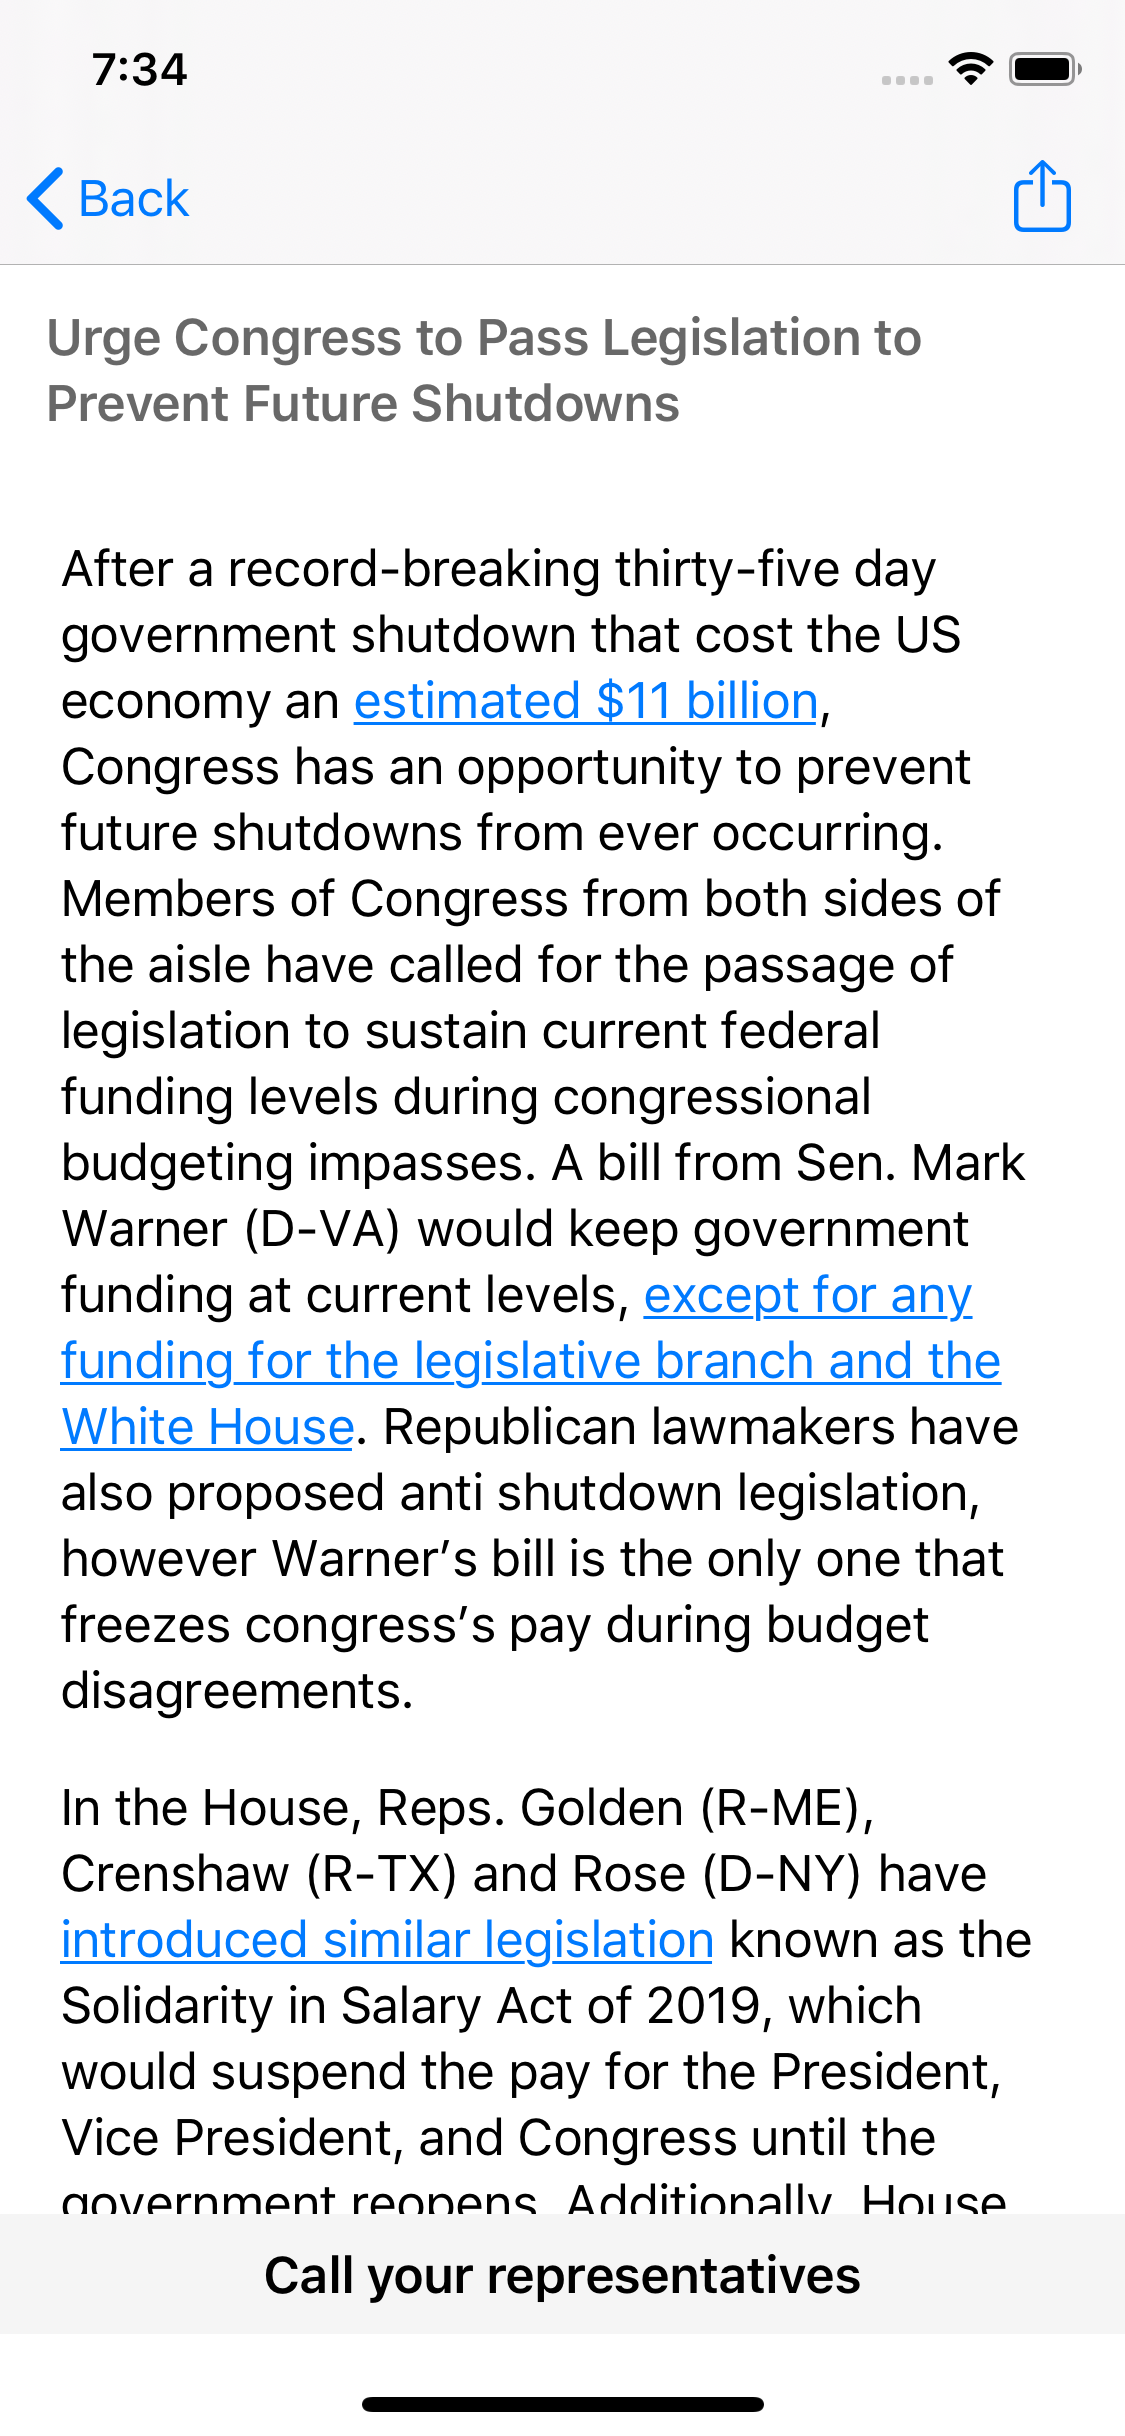 7:34
Back
Urge Congress to Pass Legislation to
Prevent Future Shutdowns
After a record-breaking thirty-five day
government shutdown that cost the US
economy an estimated $11 billion,
Congress has an opportunity to prevent
future shutdowns from ever occurring.
Members of Congress from both sides of
the aisle have called for the passage of
legislation to sustain current federal
funding levels during congressional
budgeting impasses. A bill from Sen. Mark
Warner (D-VA) would keep government
funding at current levels, except for any
funding for the legislative branch and the
White House. Republican lawmakers have
also proposed anti shutdown legislation,
however Warner’s bill is the only one that
freezes congress’s pay during budget
disagreements.
In the House, Reps. Golden (R-ME),
Crenshaw (R-TX) and Rose (D-NY) have
introduced similar legislation known as the
Solidarity in Salary Act of 2019, which
would suspend the pay for the President,
Vice President, and Congress until the
government reopens. Additionally, House
Call your representatives